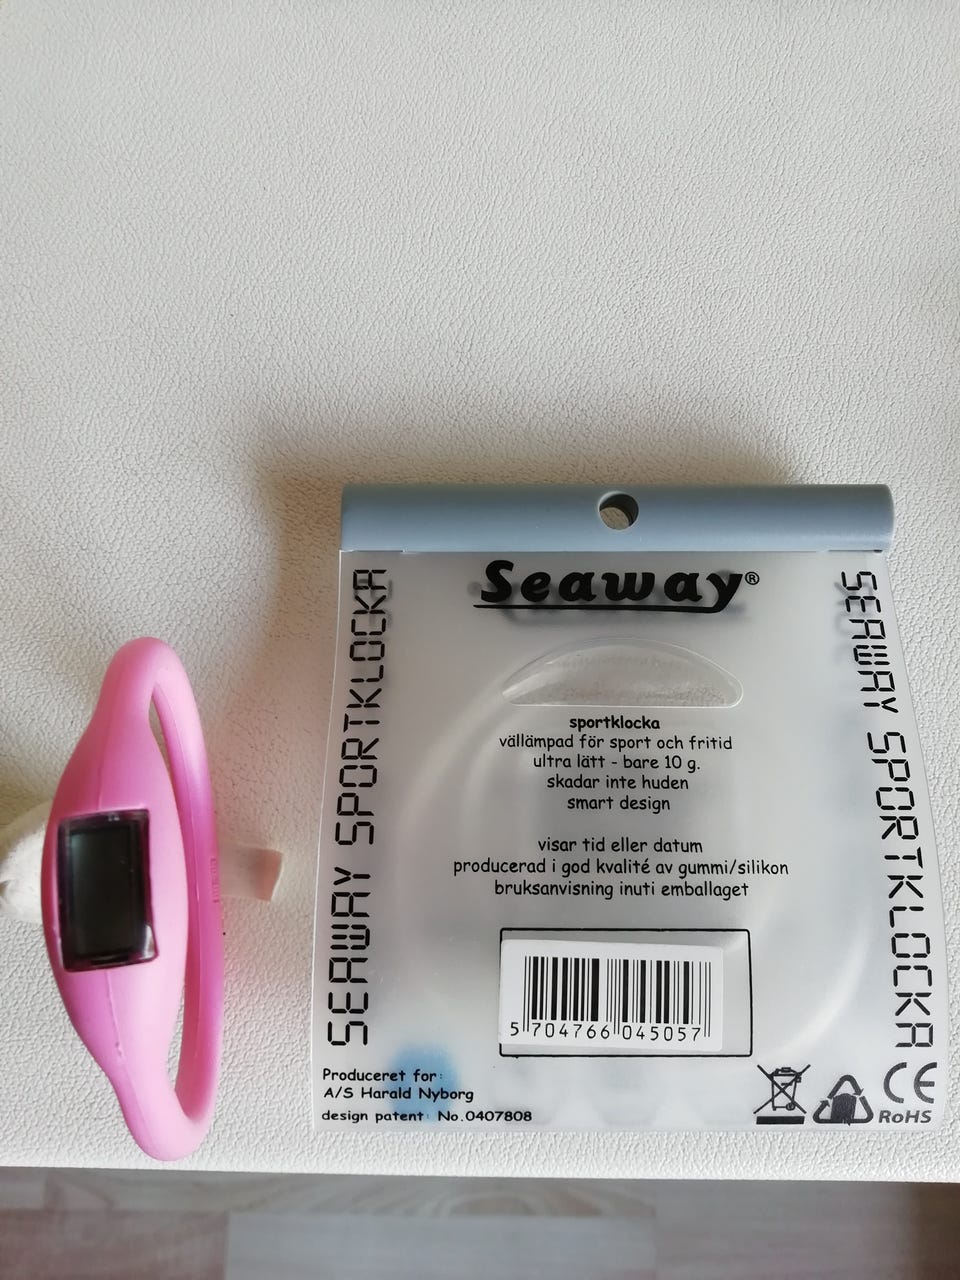 Seaway®
SEAWAY SPORTKLOCKA
SEAWAY SPORTKLOCKA
sportklocka
vällämpad för sport och fritid
ultra lätt - bare 10 g.
skadar inte huden
smart design
visar tid eller datum
producerad i god kvalité av gummi/silikon
bruksanvisning inuti emballaget
5 704766 045057
Produceret for:
A/S Harald Nyborg
design patent: No.0407808
CE
RoHS